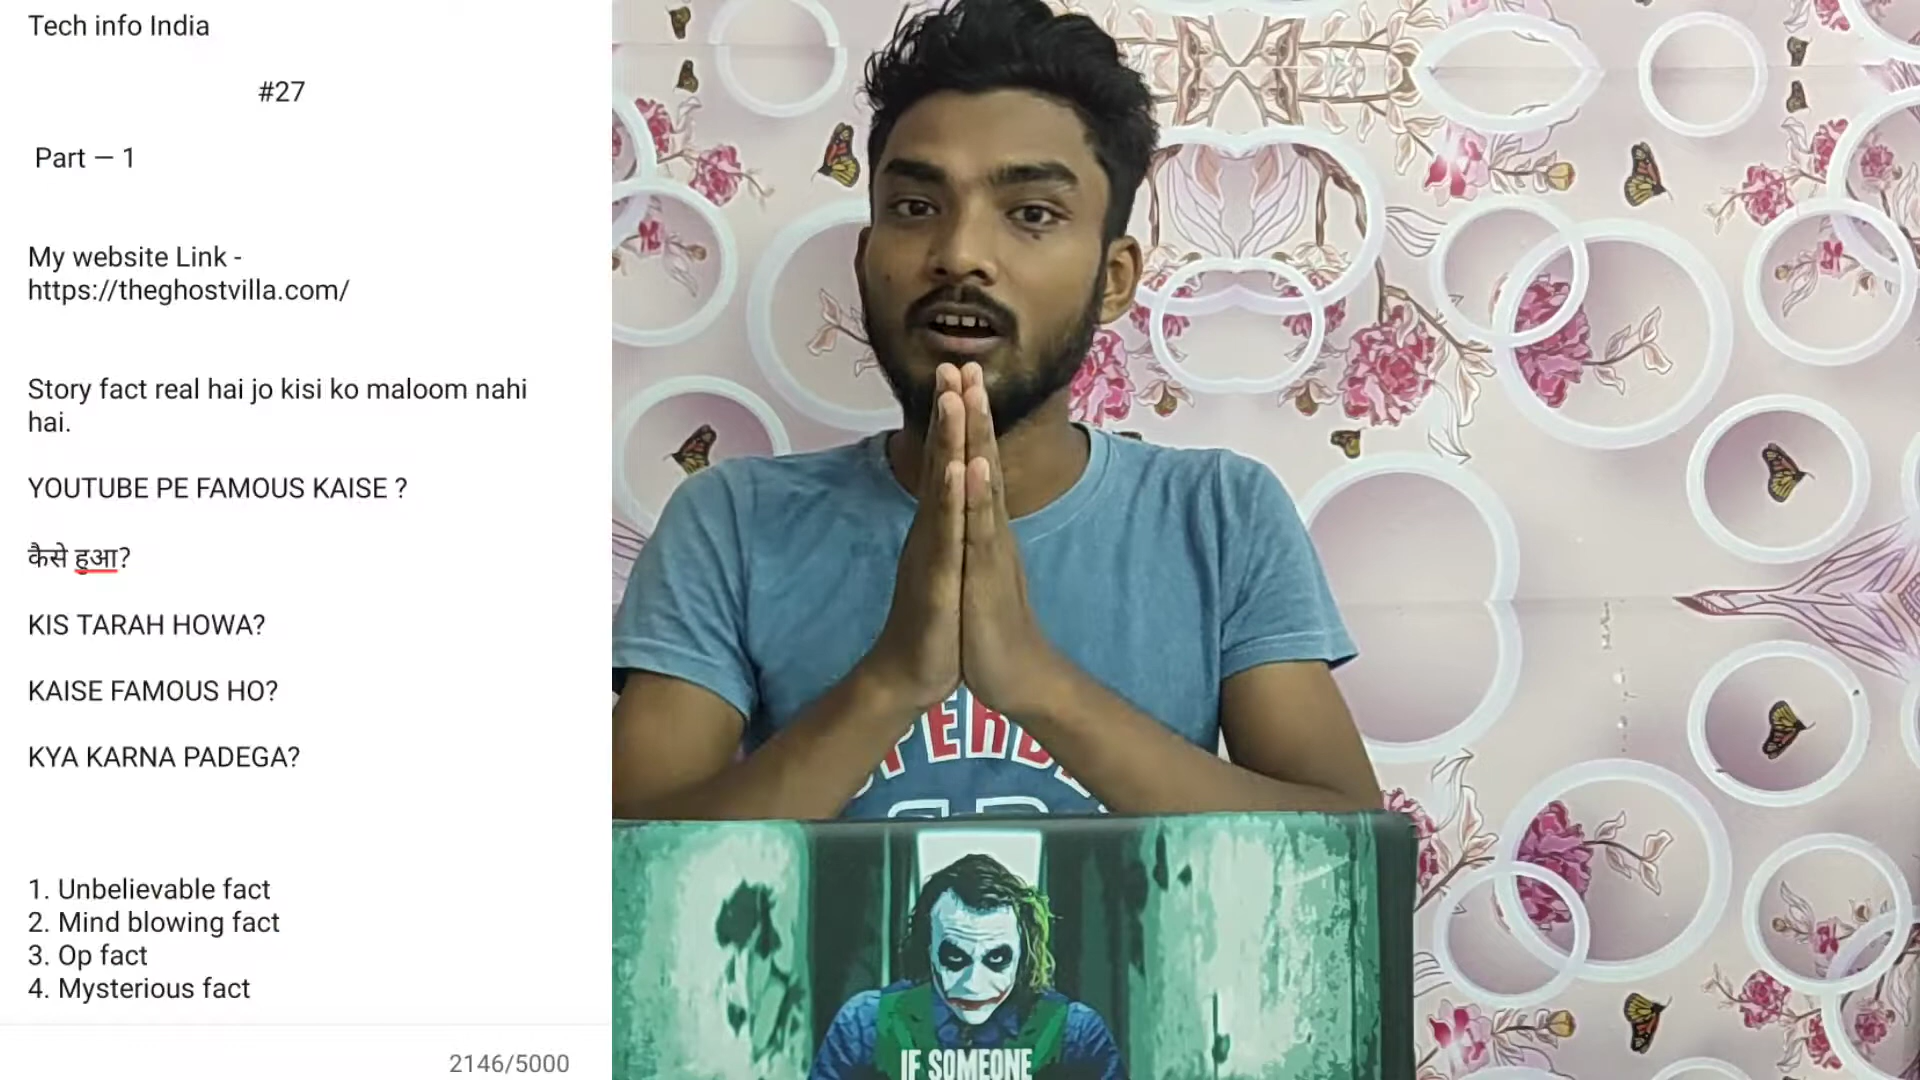 Tech info India
#27
Part — 1
My website Link -
https://theghostvilla.com/
Story fact real hai jo kisi ko maloom nahi
hai.
YOUTUBE PE FAMOUS KAISE ?
कैसे हुआ?
KIS TARAH HOWA?
KAISE FAMOUS HO?
KYA KARNA PADEGA?
1. Unbelievable fact
2. Mind blowing fact
3. Op fact
4. Mysterious fact
2146/5000
IF SOMEONE